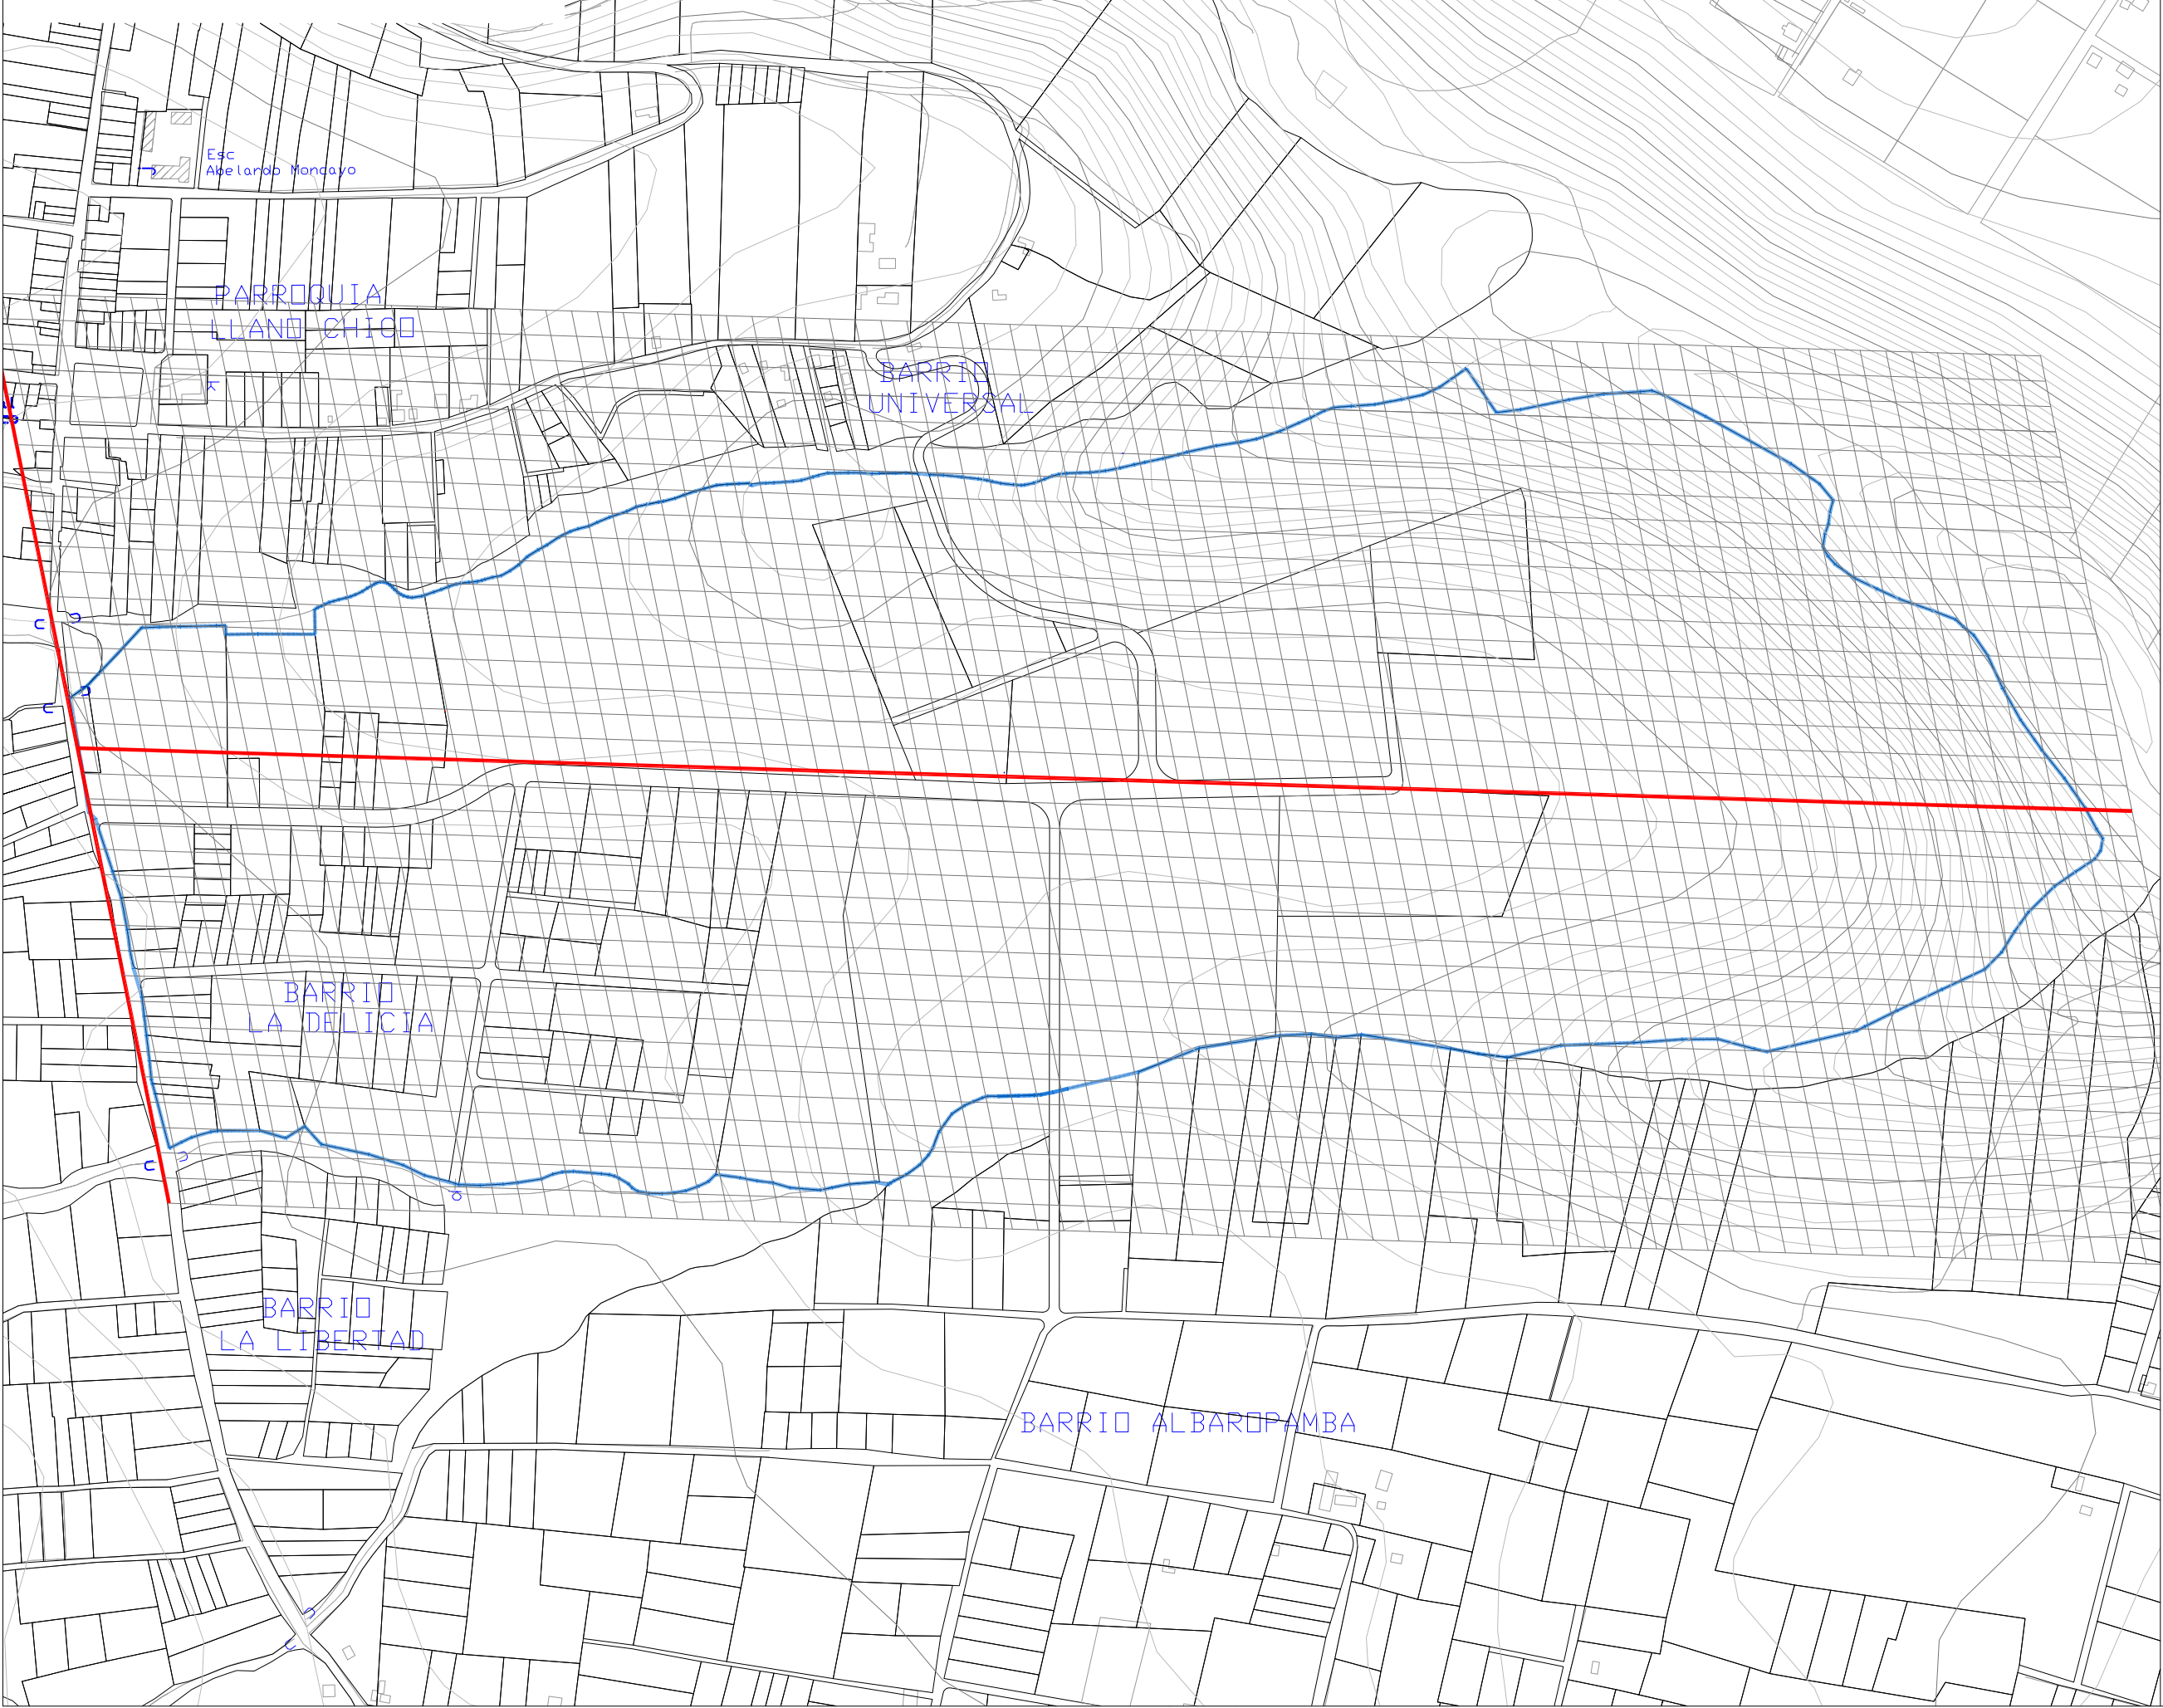 Esc
Abelardo Moncayo
PARROQUIA
LLANO CHICO
BARRIO
UNIVERSAL
BARRIO
LA DELICIA
BARRIO
LA LIBERTAD
BARRIO ALBAROPAMBA